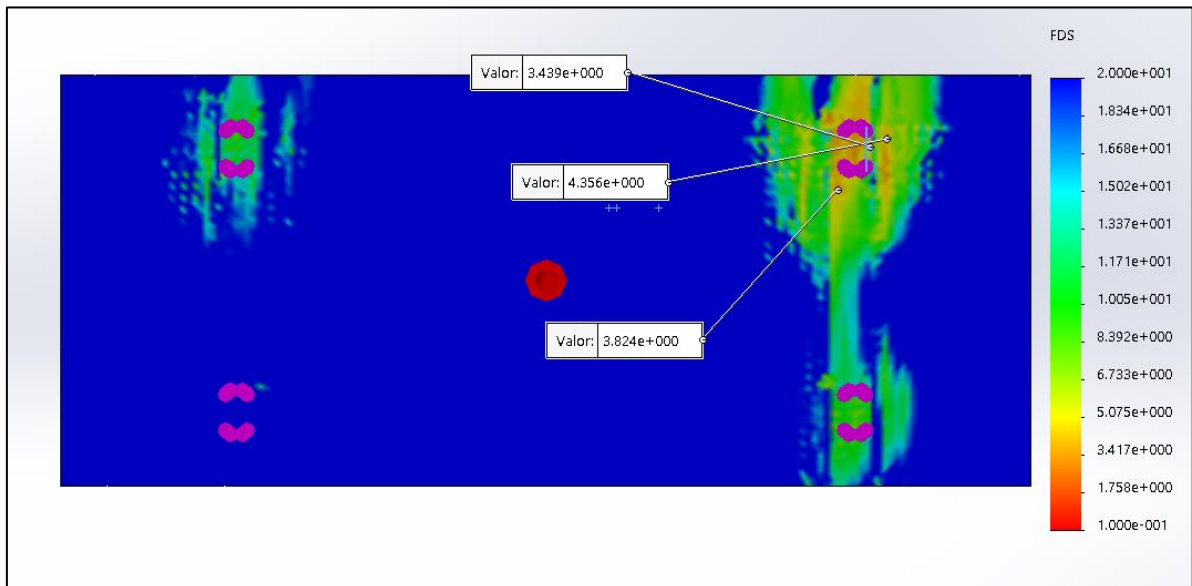 FDS
Valor: 3.439e+000
Valor: 4.356e+000
Valor: 3.824e+000
2.000e+001
1.834e+001
1.668e+001
1.502e+001
1.337e+001
1.171e+001
1.005e+001
8.392e+000
6.733e+000
5.075e+000
3.417e+000
1.758e+000
1.000e-001